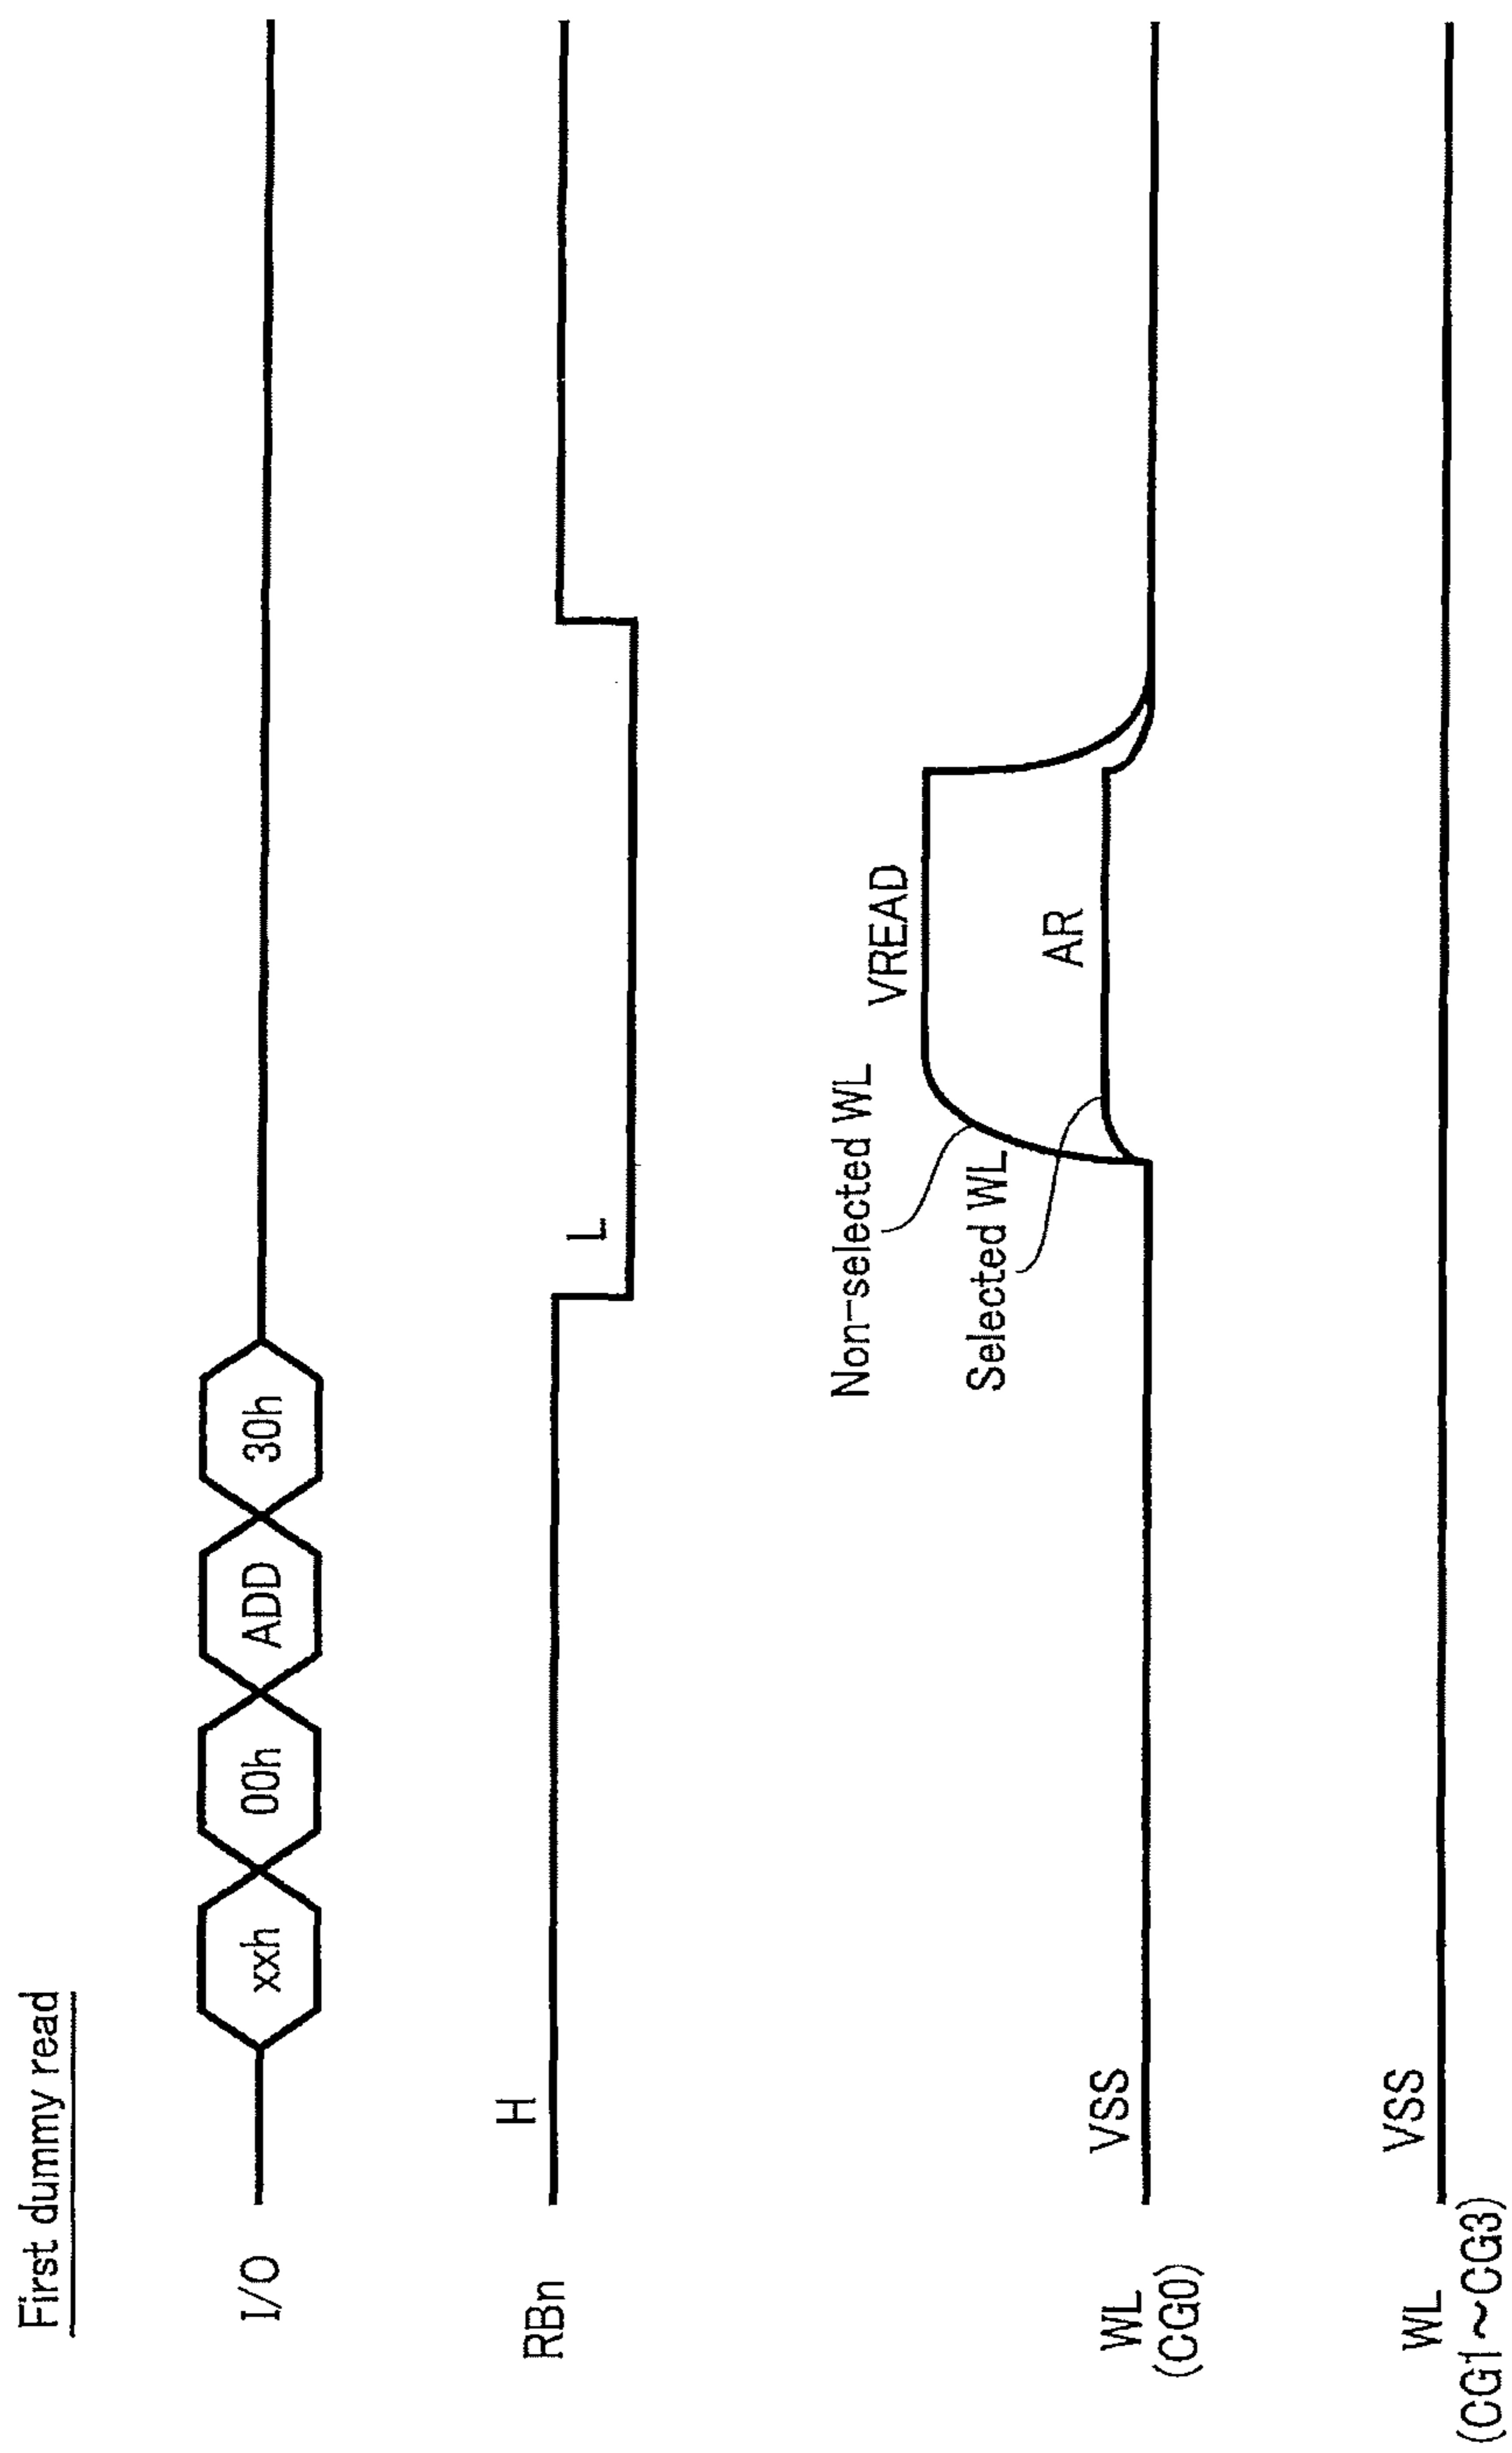 First dummy read
I/O
xxh
00h
ADD
30h
RBn
H
L
WL
(CG0)
VSS
Non-selected WL
VREAD
Selected WL
AR
WL
(CG1~CG3)
VSS